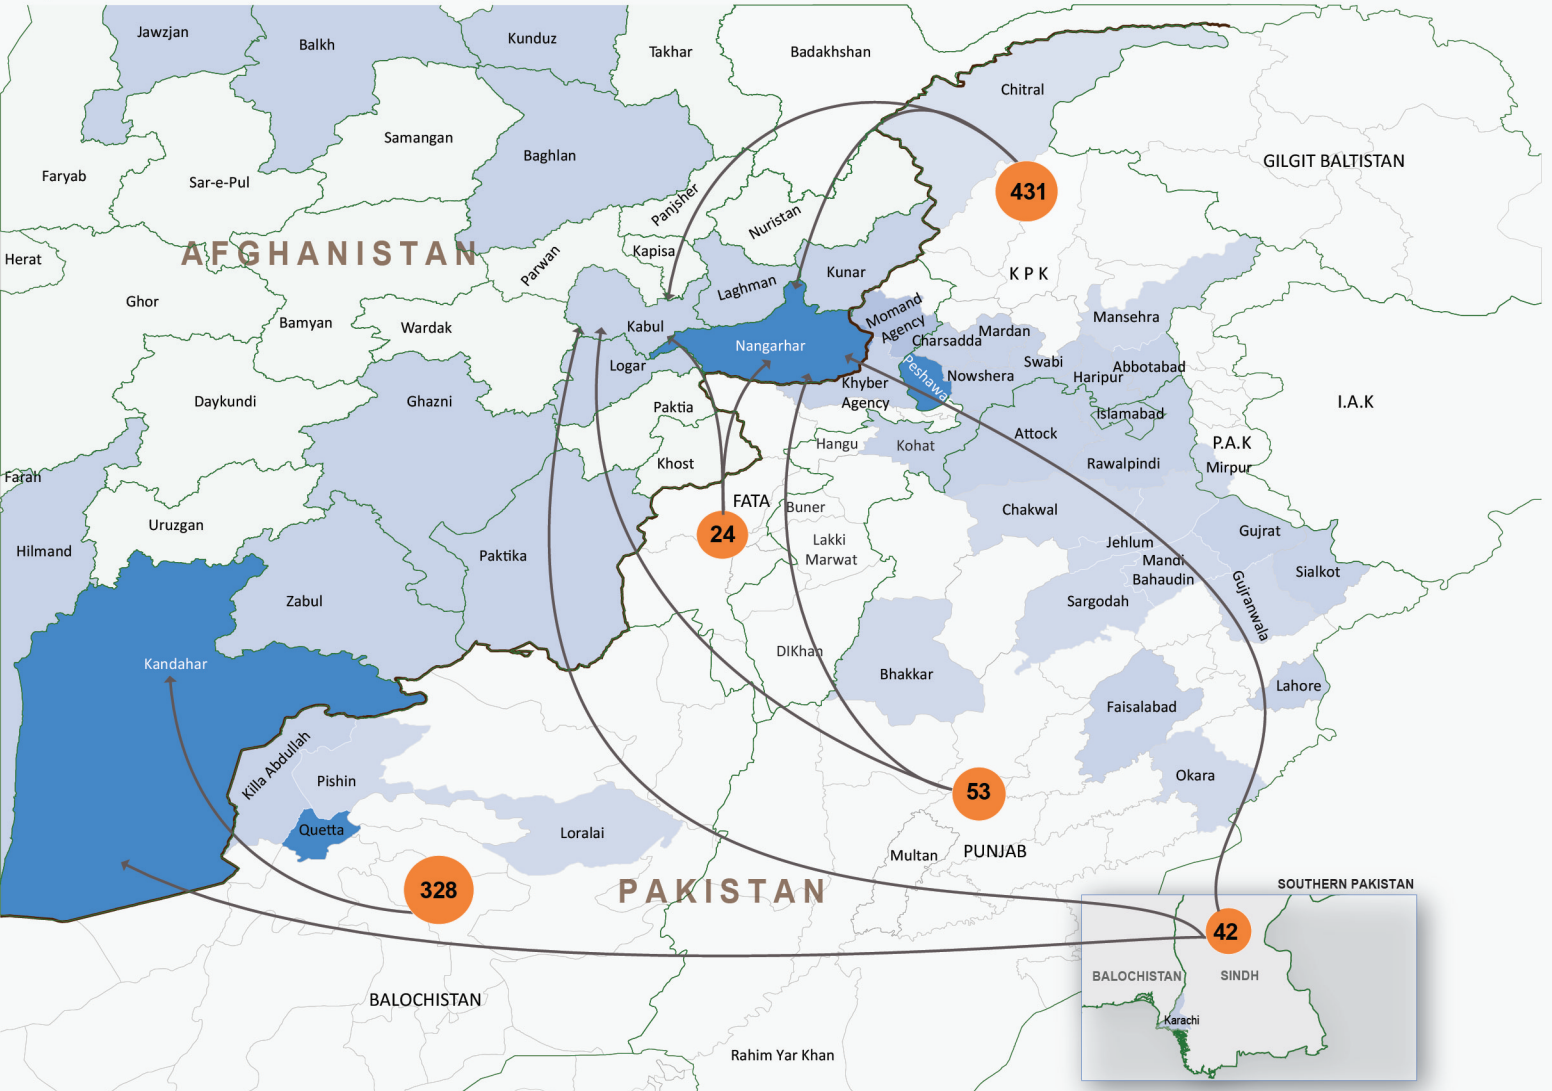 Jawzjan
Balkh
Kunduz
Takhar
Badakhshan
Chitral
Samangan
Baghlan
Faryab
Sar-e-Pul
GILGIT BALTISTAN
431
Panjsher
Nuristan
AFGHANISTAN
Herat
Parwan
Kapisa
Laghman
Kunar
KPK
Ghor
Bamyan
Wardak
Kabul
Momand
Agency
Mansehra
Nangarhar
Charsadda
Mardan
Logar
Peshawa
Nowshera
Swabi
Haripur
Abbotabad
Khyber
Agency
Daykundi
Ghazni
Paktia
Islamabad
I.A.K
Hangu
Kohat
Attock
P.A.K
Farah
Khost
Rawalpindi
Mirpur
Uruzgan
FATA
Buner
Chakwal
Hilmand
24
Lakki
Marwat
Gujrat
Paktika
Jehlum
Mandi
Bahaudin
Sialkot
Zabul
Sargodah
Gujranwala
Kandahar
DIKhan
Bhakkar
Lahore
Faisalabad
Killa Abdullah
Pishin
Okara
53
Quetta
Loralai
Multan
PUNJAB
328
PAKISTAN
SOUTHERN PAKISTAN
42
BALOCHISTAN
SINDH
BALOCHISTAN
Karachi
Rahim Yar Khan